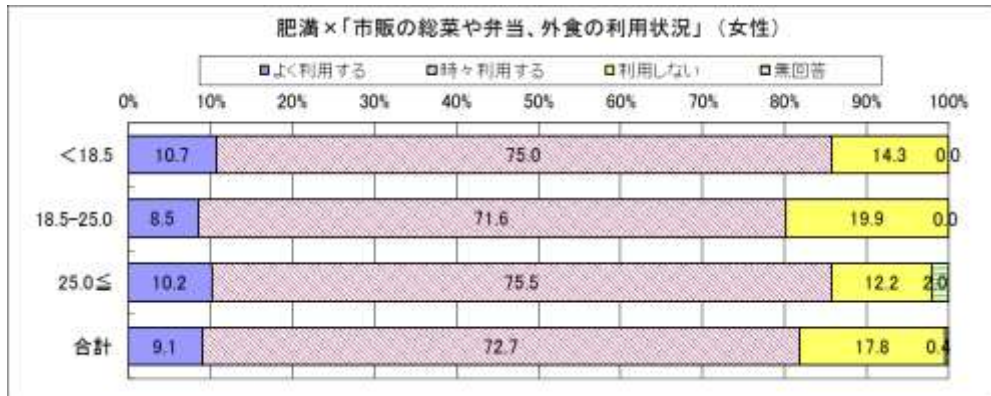 肥満×「市販の総菜や弁当、外食の利用状況」（女性）
よく利用する 時々利用する 利用しない 無回答
0% 10% 20% 30% 40% 50% 60% 70% 80% 90% 100%
＜18.5 10.7 75.0 14.3 0.0
18.5-25.0 8.5 71.6 19.9 0.0
25.0≦ 10.2 75.5 12.2 2.0
合計 9.1 72.7 17.8 0.4